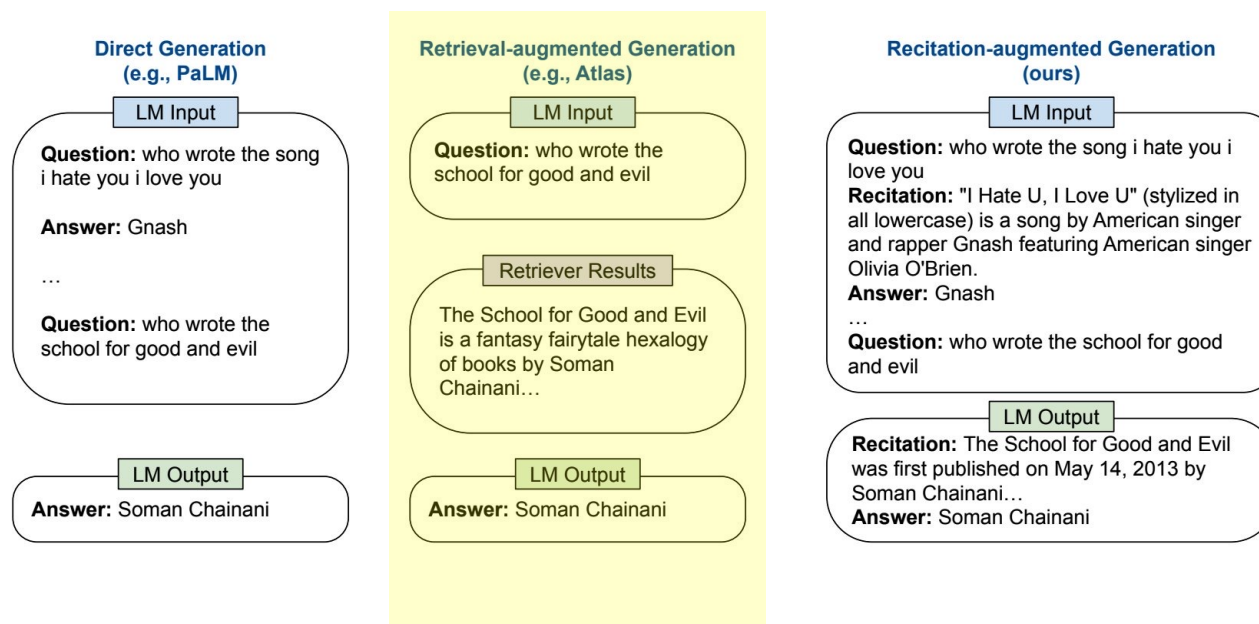 Direct Generation
(e.g., PaLM)
LM Input
Question: who wrote the song
i hate you i love you
Answer: Gnash
…
Question: who wrote the
school for good and evil
LM Output
Answer: Soman Chainani
Retrieval-augmented Generation
(e.g., Atlas)
LM Input
Question: who wrote the
school for good and evil
Retriever Results
The School for Good and Evil
is a fantasy fairytale hexalogy
of books by Soman
Chainani…
LM Output
Answer: Soman Chainani
Recitation-augmented Generation
(ours)
LM Input
Question: who wrote the song i hate you i
love you
Recitation: "I Hate U, I Love U" (stylized in
all lowercase) is a song by American singer
and rapper Gnash featuring American singer
Olivia O'Brien.
Answer: Gnash
…
Question: who wrote the school for good
and evil
LM Output
Recitation: The School for Good and Evil
was first published on May 14, 2013 by
Soman Chainani…
Answer: Soman Chainani